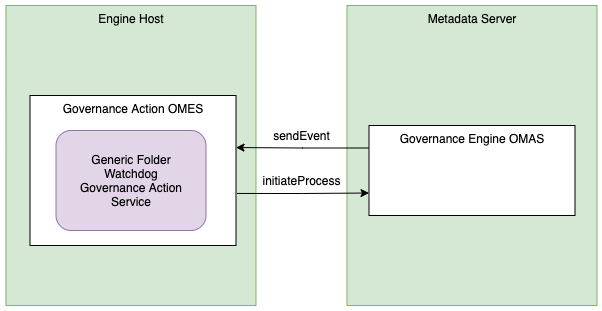 Engine Host
Metadata Server
Governance Action OMES
Generic Folder
Watchdog
Governance Action
Service
sendEvent
initiateProcess
Governance Engine OMAS